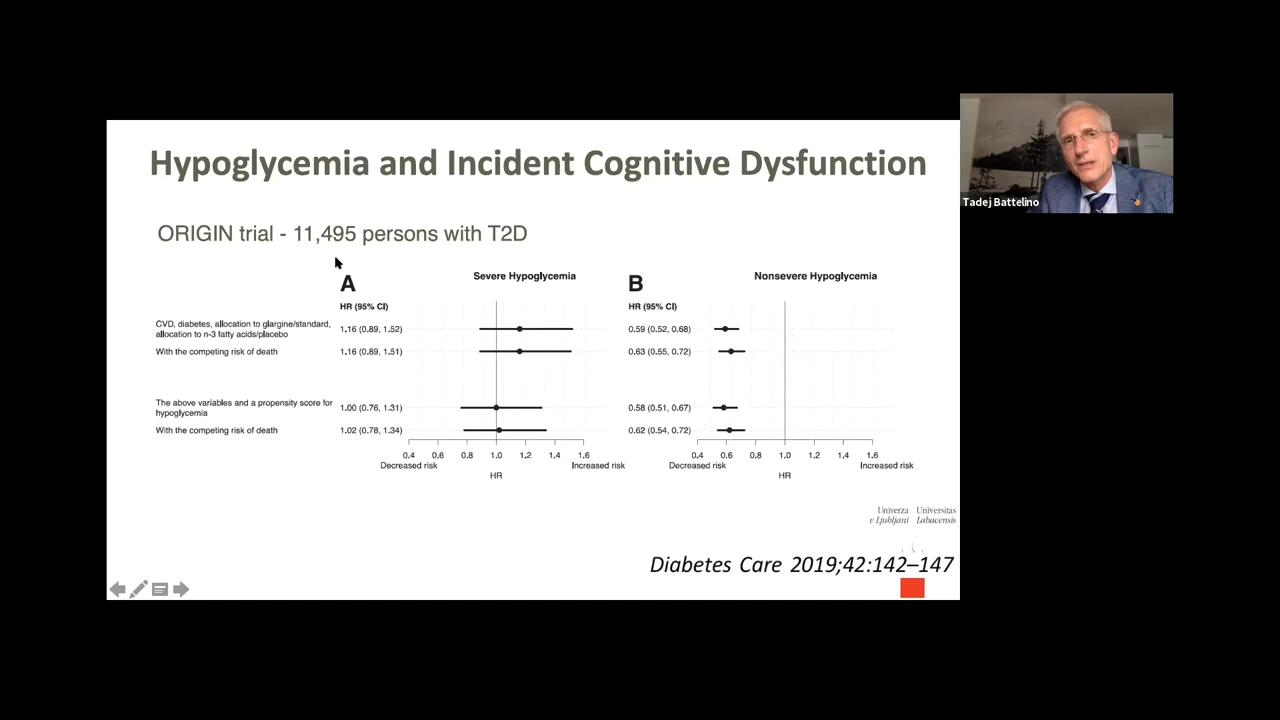 Hypoglycemia and Incident Cognitive Dysfunction
Tadej Battelino
ORIGIN trial - 11,495 persons with T2D
A
Severe Hypoglycemia
HR (95% CI)
CVD, diabetes, allocation to glargine/standard,
allocation to n-3 fatty acids/placebo
1.16 (0.89, 1.52)
With the competing risk of death
1.16 (0.89, 1.51)
The above variables and a propensity score for
hypoglycemia
1.00 (0.76, 1.31)
With the competing risk of death
1.02 (0.78, 1.34)
0.4 0.6 0.8 1.0 1.2 1.4 1.6
Decreased risk Increased risk
HR
B
Nonsevere Hypoglycemia
HR (95% CI)
0.59 (0.52, 0.68)
0.63 (0.55, 0.72)
0.58 (0.51, 0.67)
0.62 (0.54, 0.72)
0.4 0.6 0.8 1.0 1.2 1.4 1.6
Decreased risk Increased risk
HR
Univerza Universitas
v Ljubljani Labacensis
Diabetes Care 2019;42:142–147